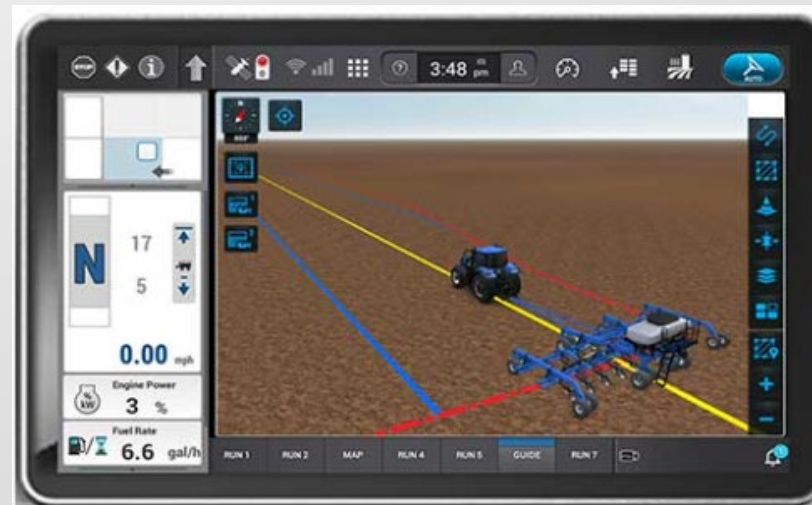 STOP
3:48 pm
AUTO
N
17
5
0.00 mph
Engine Power
% kW
3 %
Fuel Rate
6.6 gal/h
RUN 1 RUN 2 MAP RUN 4 RUN 5 GUIDE RUN 7